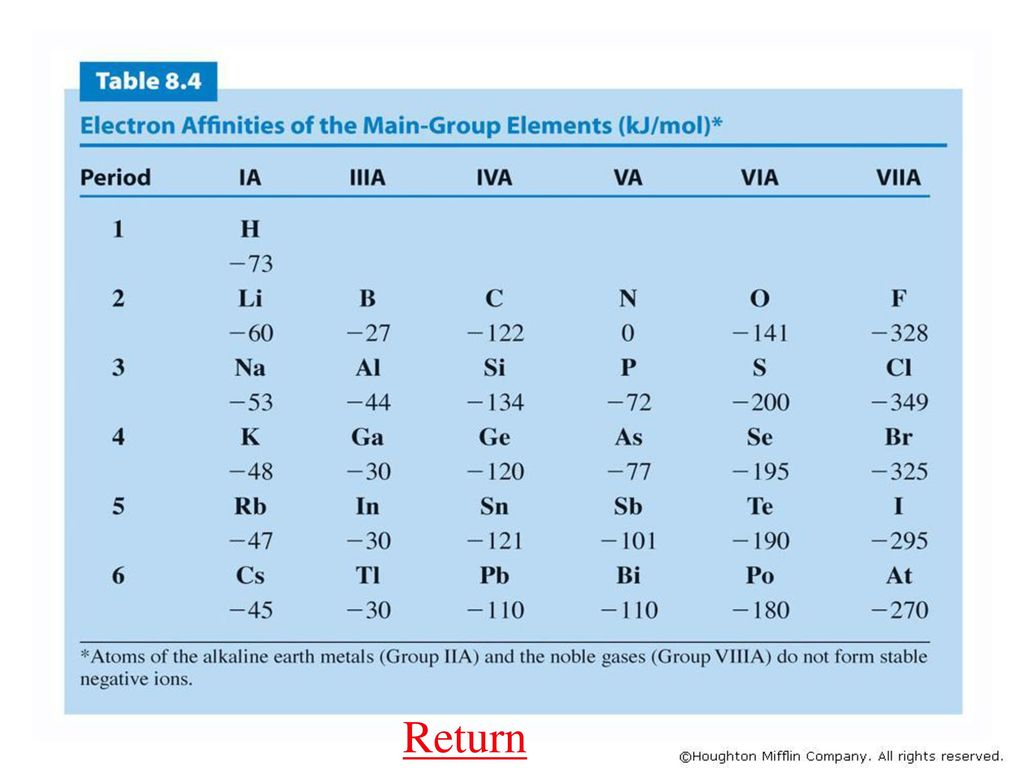 Table 8.4
Electron Affinities of the Main-Group Elements (kJ/mol)*
Period IA IIIA IVA VA VIA VIIA
1 H
−73
2 Li B C N O F
−60 −27 −122 0 −141 −328
3 Na Al Si P S Cl
−53 −44 −134 −72 −200 −349
4 K Ga Ge As Se Br
−48 −30 −120 −77 −195 −325
5 Rb In Sn Sb Te I
−47 −30 −121 −101 −190 −295
6 Cs Tl Pb Bi Po At
−45 −30 −110 −110 −180 −270
*Atoms of the alkaline earth metals (Group IIA) and the noble gases (Group VIIIA) do not form stable
negative ions.
Return
©Houghton Mifflin Company. All rights reserved.